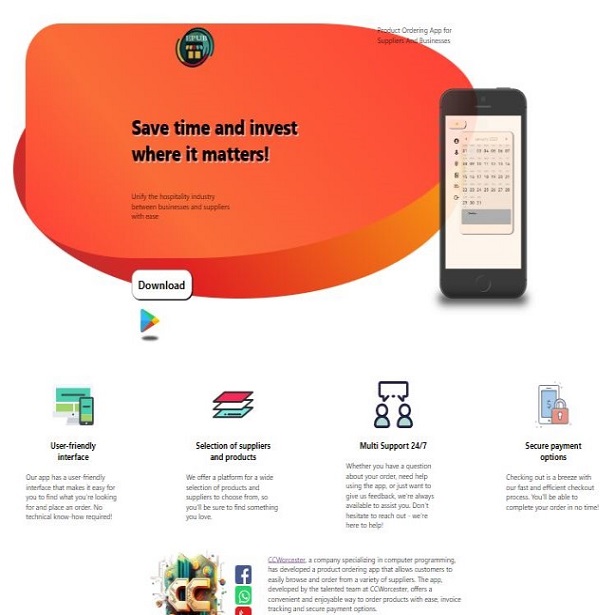 EPUB
Product Ordering App for
Suppliers And Businesses
Save time and invest
where it matters!
Unify the hospitality industry
between businesses and suppliers
with ease
Download
User-friendly
interface
Our app has a user-friendly
interface that makes it easy for
you to find what you're looking
for and place an order. No
technical know-how required!
Selection of suppliers
and products
We offer a platform for a wide
selection of products and
suppliers to choose from, so
you'll be sure to find something
you love.
Multi Support 24/7
Whether you have a question
about your order, need help
using the app, or just want to
give us feedback, we're always
available to assist you. Don't
hesitate to reach out - we're
here to help!
Secure payment
options
Checking out is a breeze with
our fast and efficient checkout
process. You'll be able to
complete your order in no time!
CC
CCWorcester, a company specializing in computer programming,
has developed a product ordering app that allows customers to
easily browse and order from a variety of suppliers. The app,
developed by the talented team at CCWorcester, offers a
convenient and enjoyable way to order products with ease, invoice
tracking and secure payment options.